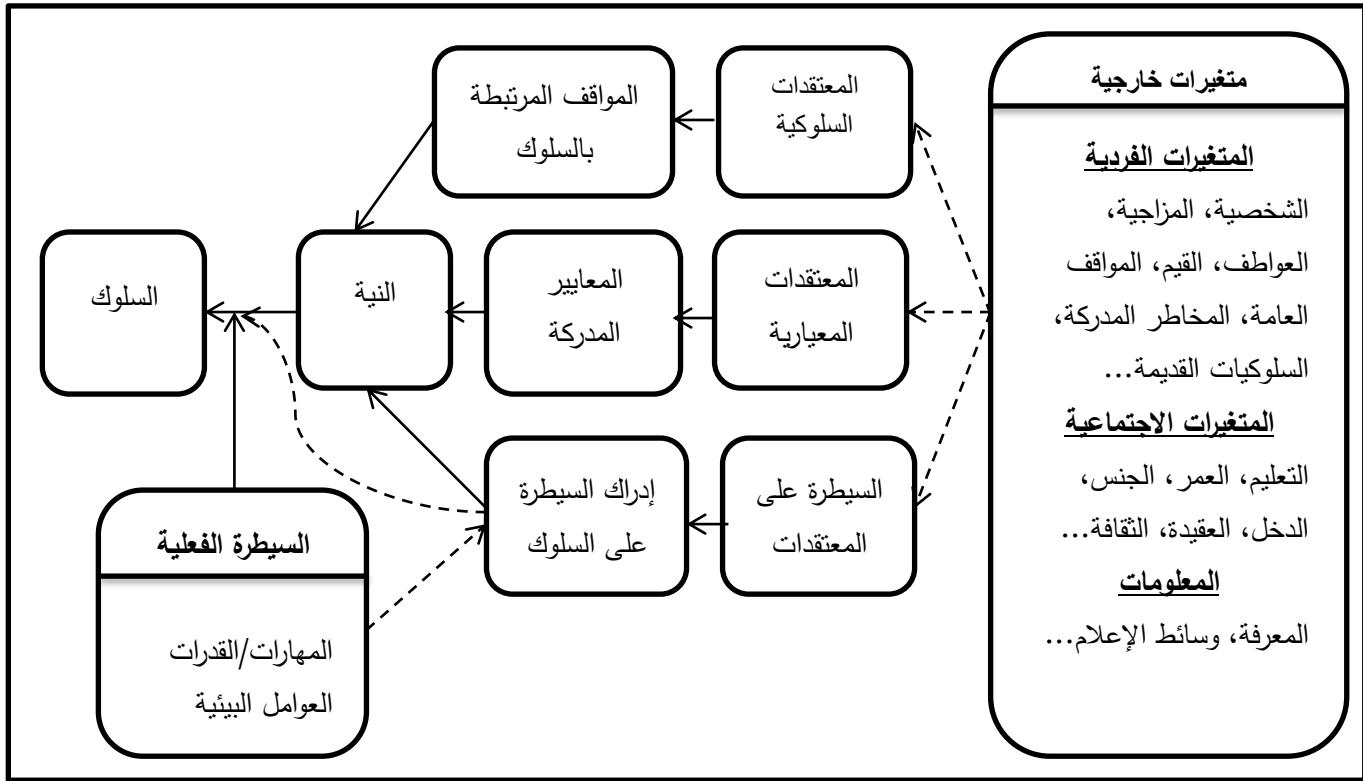 متغيرات خارجية
المتغيرات الفردية
الشخصية، المزاجية،
العواطف، القيم، المواقف
العامة، المخاطر المدركة،
السلوكيات القديمة...
المتغيرات الاجتماعية
التعليم، العمر، الجنس،
الدخل، العقيدة، الثقافة...
المعلومات
المعرفة، وسائط الإعلام...
المعتقدات
السلوكية
المواقف المرتبطة
بالسلوك
المعتقدات
المعيارية
المعايير
المدركة
النية
السلوك
السيطرة على
المعتقدات
إدراك السيطرة
على السلوك
السيطرة الفعلية
المهارات/القدرات
العوامل البيئية